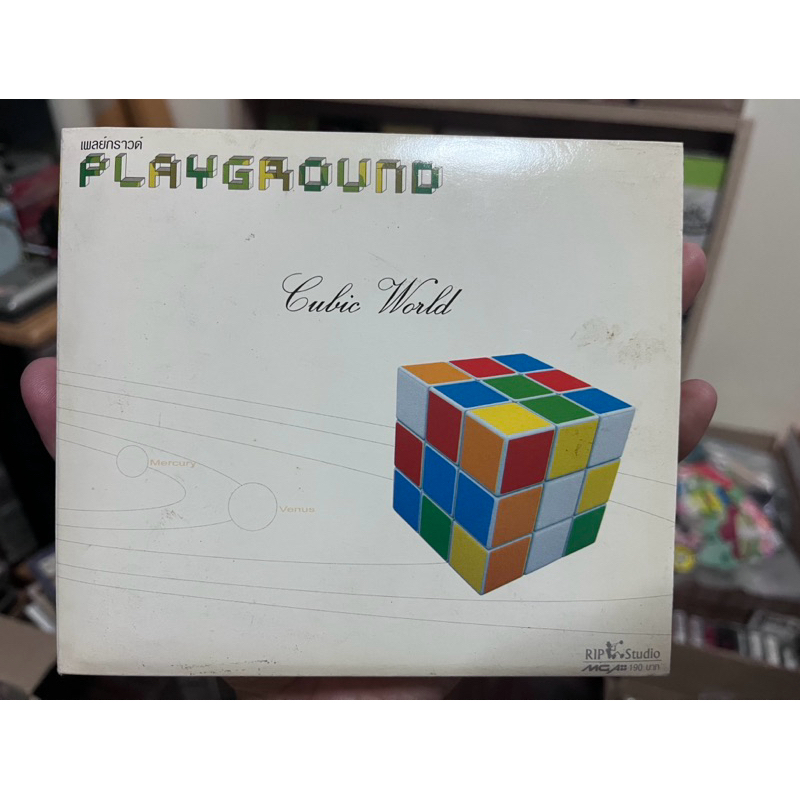 เพลย์กราวด์
PLAYGROUND
Cubic World
Mercury
Venus
RIP Studio
MGA 190 บาท